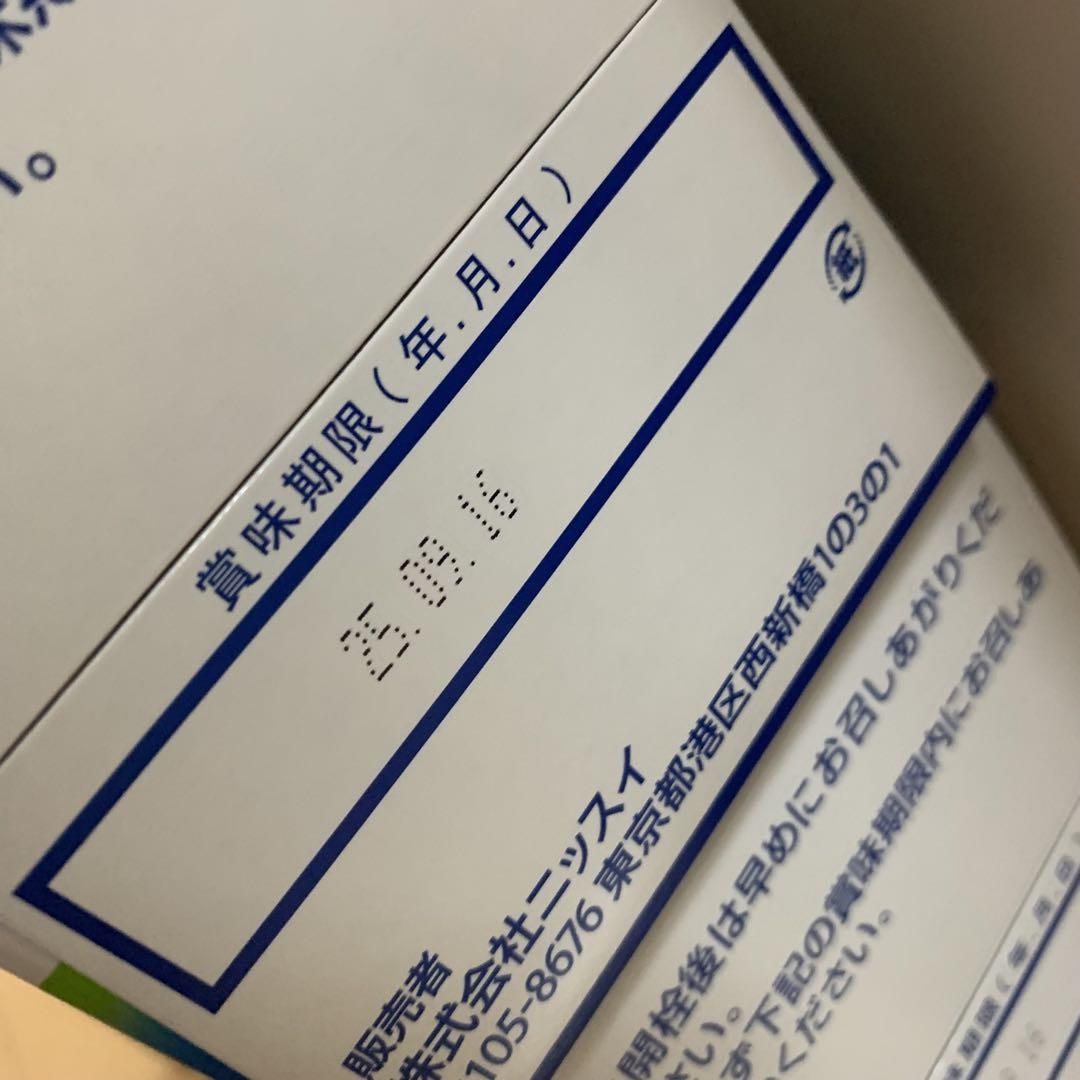 賞味期限(年.月.日)
25.09.16
紙
販売者
株式会社ニッスイ
105-8676 東京都港区西新橋1の3の1
開栓後は早めにお召しあがりくだ
さい。
ず下記の賞味期限内にお召しあ
ください。